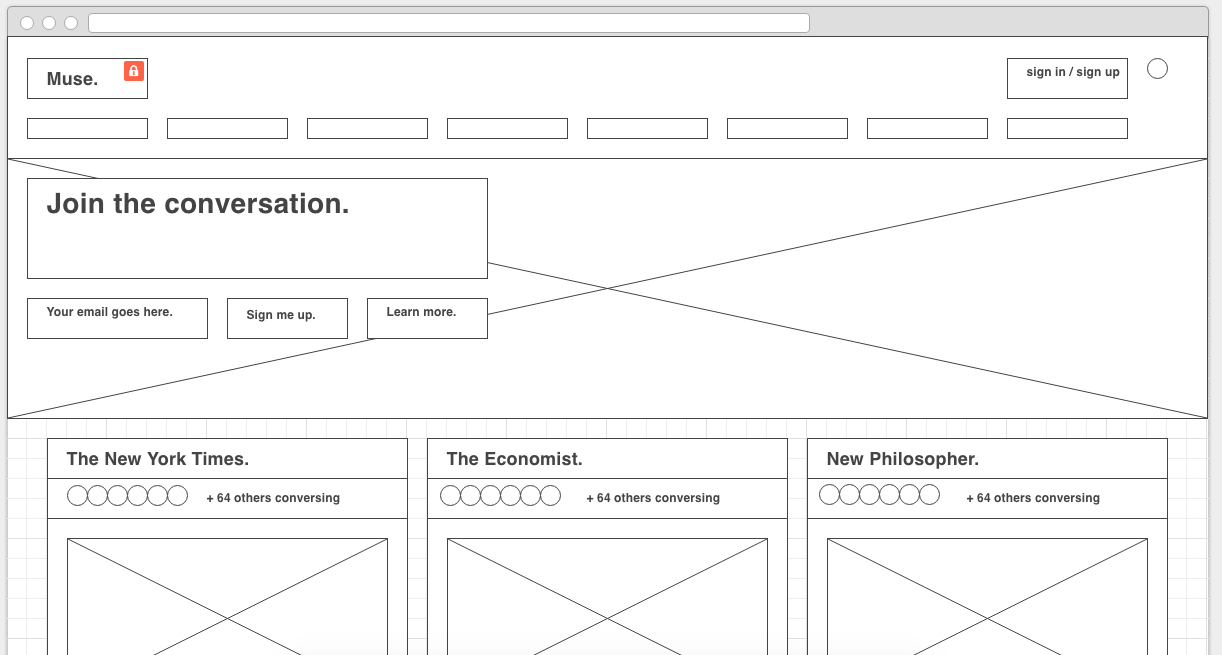 Muse.
sign in / sign up
Join the conversation.
Your email goes here.
Sign me up.
Learn more.
The New York Times.
+ 64 others conversing
The Economist.
+ 64 others conversing
New Philosopher.
+ 64 others conversing